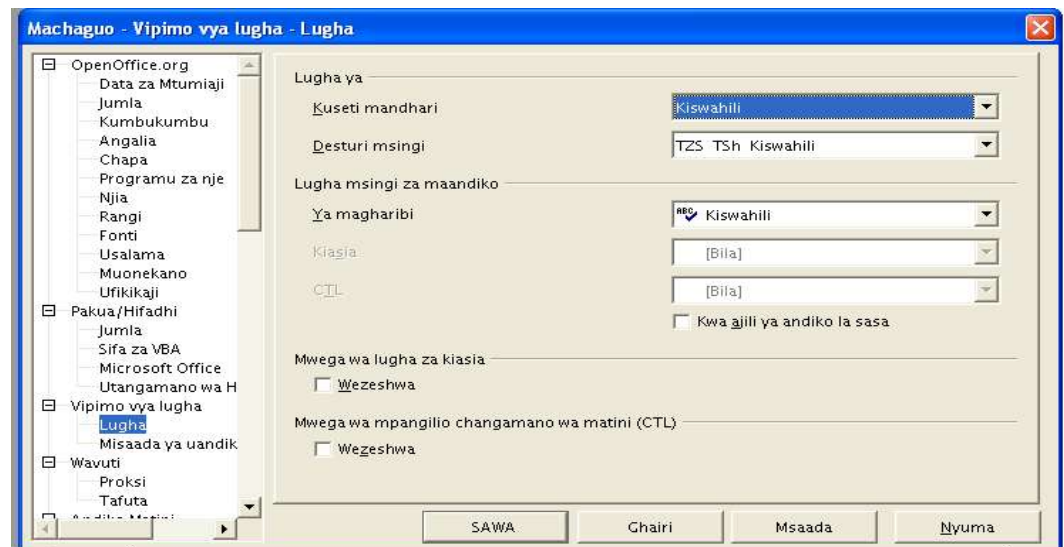 Machaguo - Vipimo vya lugha - Lugha
OpenOffice.org
Data za Mtumiaji
Jumla
Kumbukumbu
Angalia
Chapa
Programu za nje
Njia
Rangi
Fonti
Usalama
Muonekano
Ufikikaji
Pakua/Hifadhi
Jumla
Sifa za VBA
Microsoft Office
Utangamano wa H
Vipimo vya lugha
Lugha
Misaada ya uandik
Wavuti
Proksi
Tafuta
Andika Matini
Lugha ya
Kuseti mandhari Kiswahili
Desturi msingi TZS TSh Kiswahili
Lugha msingi za maandiko
Ya magharibi ABC Kiswahili
Kiasia [Bila]
CTL [Bila]
Kwa ajili ya andiko la sasa
Mwega wa lugha za kiasia
Wezeshwa
Mwega wa mpangilio changamano wa matini (CTL)
Wezeshwa
SAWA Ghairi Msaada Nyuma